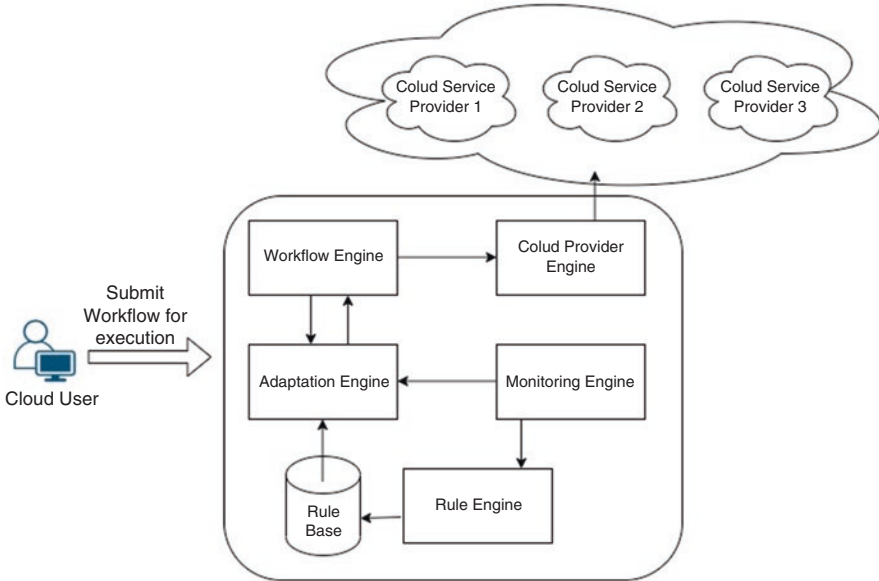 Colud Service
Provider 1
Colud Service
Provider 2
Colud Service
Provider 3
Workflow Engine
Colud Provider
Engine
Submit
Workflow for
execution
Cloud User
Adaptation Engine
Monitoring Engine
Rule
Base
Rule Engine